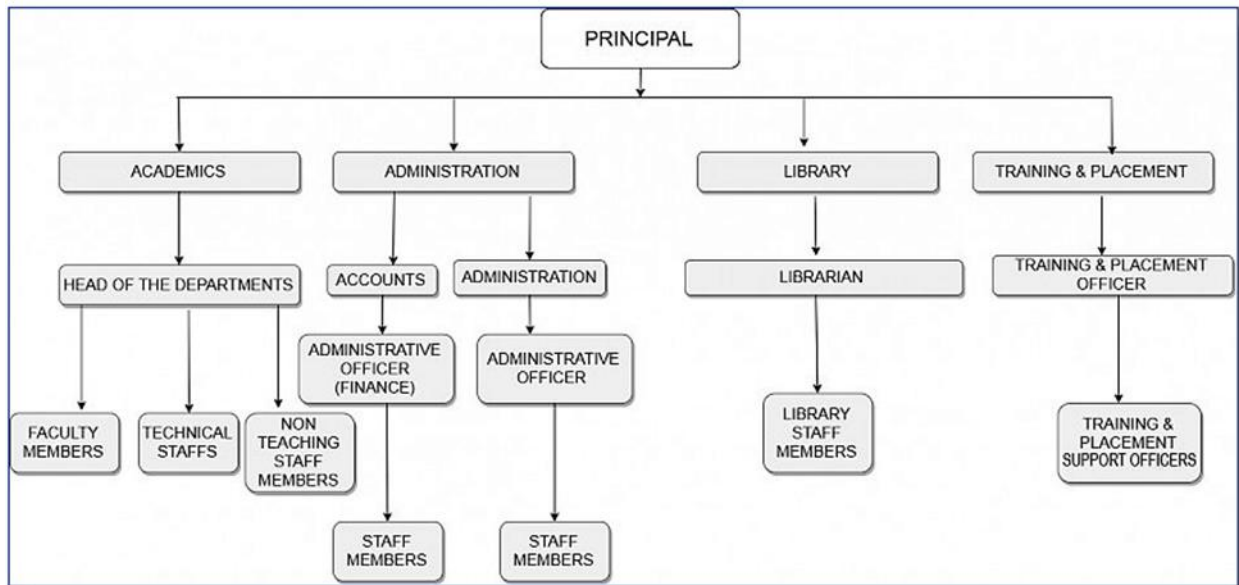 PRINCIPAL
ACADEMICS
ADMINISTRATION
LIBRARY
TRAINING & PLACEMENT
HEAD OF THE DEPARTMENTS
ACCOUNTS
ADMINISTRATION
LIBRARIAN
TRAINING & PLACEMENT
OFFICER
ADMINISTRATIVE
OFFICER
(FINANCE)
ADMINISTRATIVE
OFFICER
FACULTY
MEMBERS
TECHNICAL
STAFFS
NON
TEACHING
STAFF
MEMBERS
LIBRARY
STAFF
MEMBERS
TRAINING &
PLACEMENT
SUPPORT OFFICERS
STAFF
MEMBERS
STAFF
MEMBERS